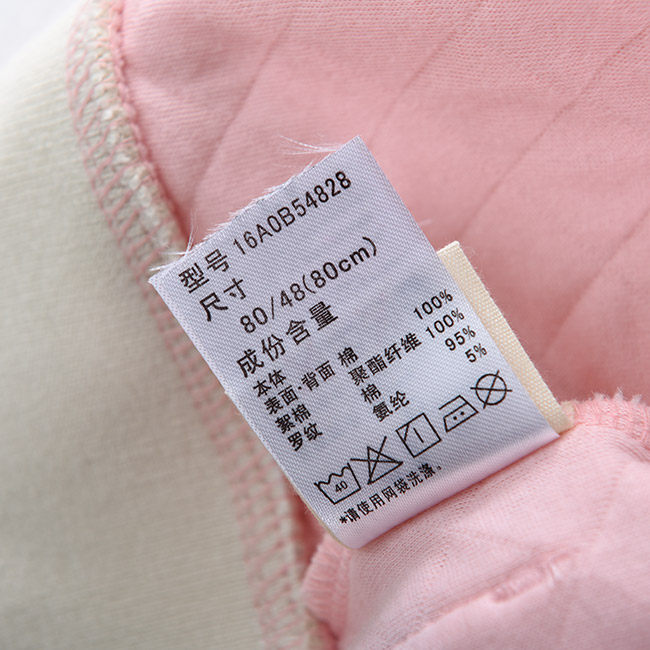 型号 16A0B54828
尺寸
80/48(80cm)
成份含量
本体
表面·背面 棉 100%
絮棉 聚酯纤维 100%
罗纹 棉 95%
氨纶 5%
40
*请使用网袋洗涤。